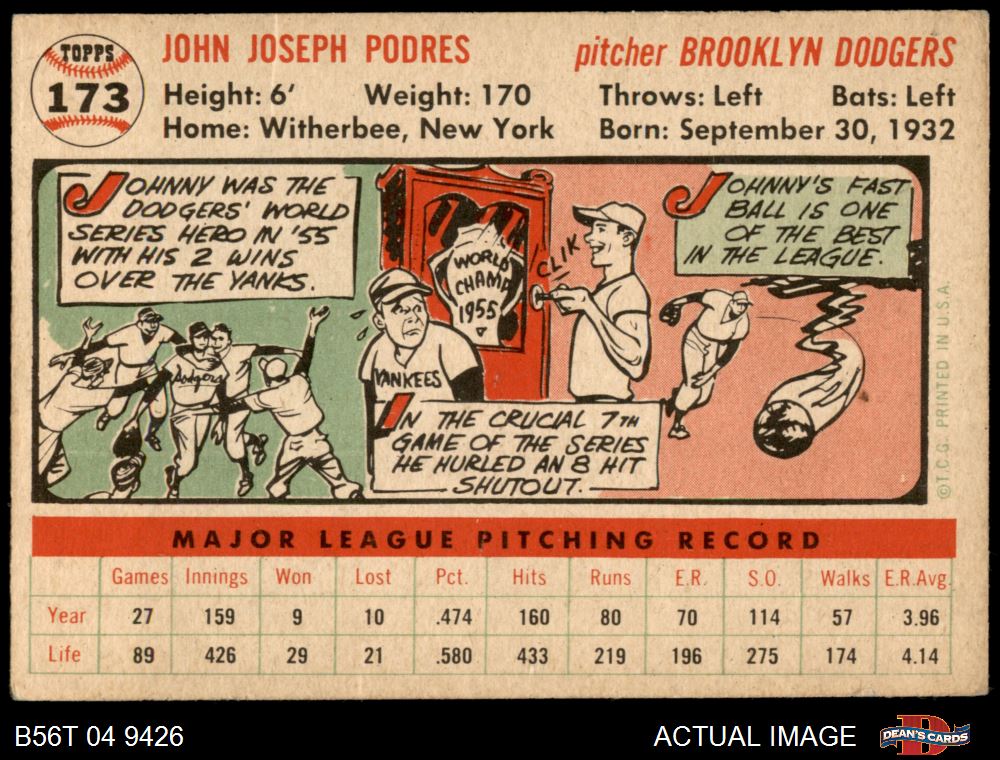 TOPPS
173
JOHN JOSEPH PODRES
pitcher BROOKLYN DODGERS
Height: 6' Weight: 170 Throws: Left Bats: Left
Home: Witherbee, New York Born: September 30, 1932
JOHNNY WAS THE
DODGERS' WORLD
SERIES HERO IN '55
WITH HIS 2 WINS
OVER THE YANKS.
Dodgers
WORLD
CHAMP
1955
CLIK
YANKEES
IN THE CRUCIAL 7TH
GAME OF THE SERIES
HE HURLED AN 8 HIT
SHUTOUT.
JOHNNY'S FAST
BALL IS ONE
OF THE BEST
IN THE LEAGUE.
©T.C.G. PRINTED IN U.S.A.
MAJOR LEAGUE PITCHING RECORD
Games Innings Won Lost Pct. Hits Runs E.R. S.O. Walks E.R.Avg.
Year 27 159 9 10 .474 160 80 70 114 57 3.96
Life 89 426 29 21 .580 433 219 196 275 174 4.14
B56T 04 9426
ACTUAL IMAGE
D
DEAN'S CARDS